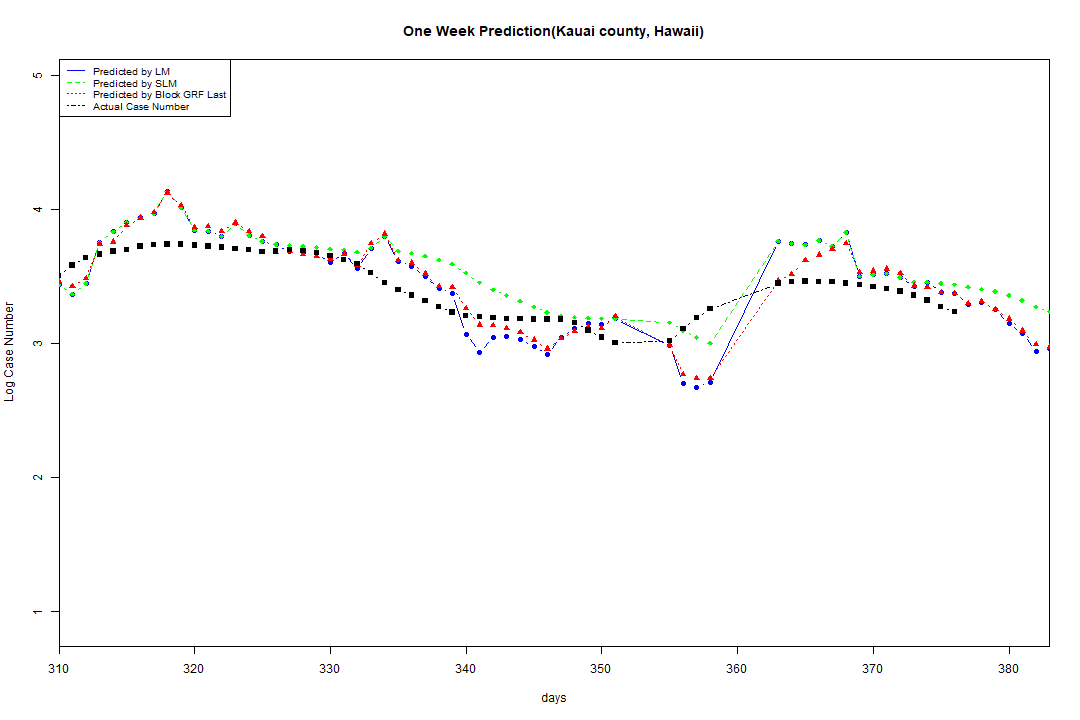 One Week Prediction(Kauai county, Hawaii)
Predicted by LM
Predicted by SLM
Predicted by Block GRF Last
Actual Case Number
5
4
3
2
1
Log Case Number
310 320 330 340 350 360 370 380
days